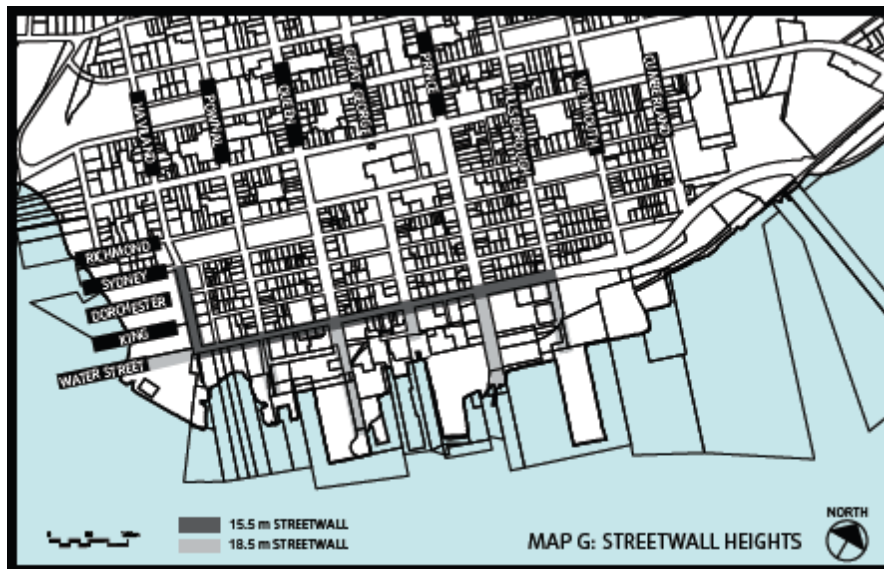 MAITLAND
POWNAL
QUEEN
GREAT GEORGE
PRINCE
HILLSBOROUGH
WEYMOUTH
CUMBERLAND
RICHMOND
SYDNEY
DORCHESTER
KING
WATER STREET
15.5 m STREETWALL
18.5 m STREETWALL
MAP G: STREETWALL HEIGHTS
NORTH